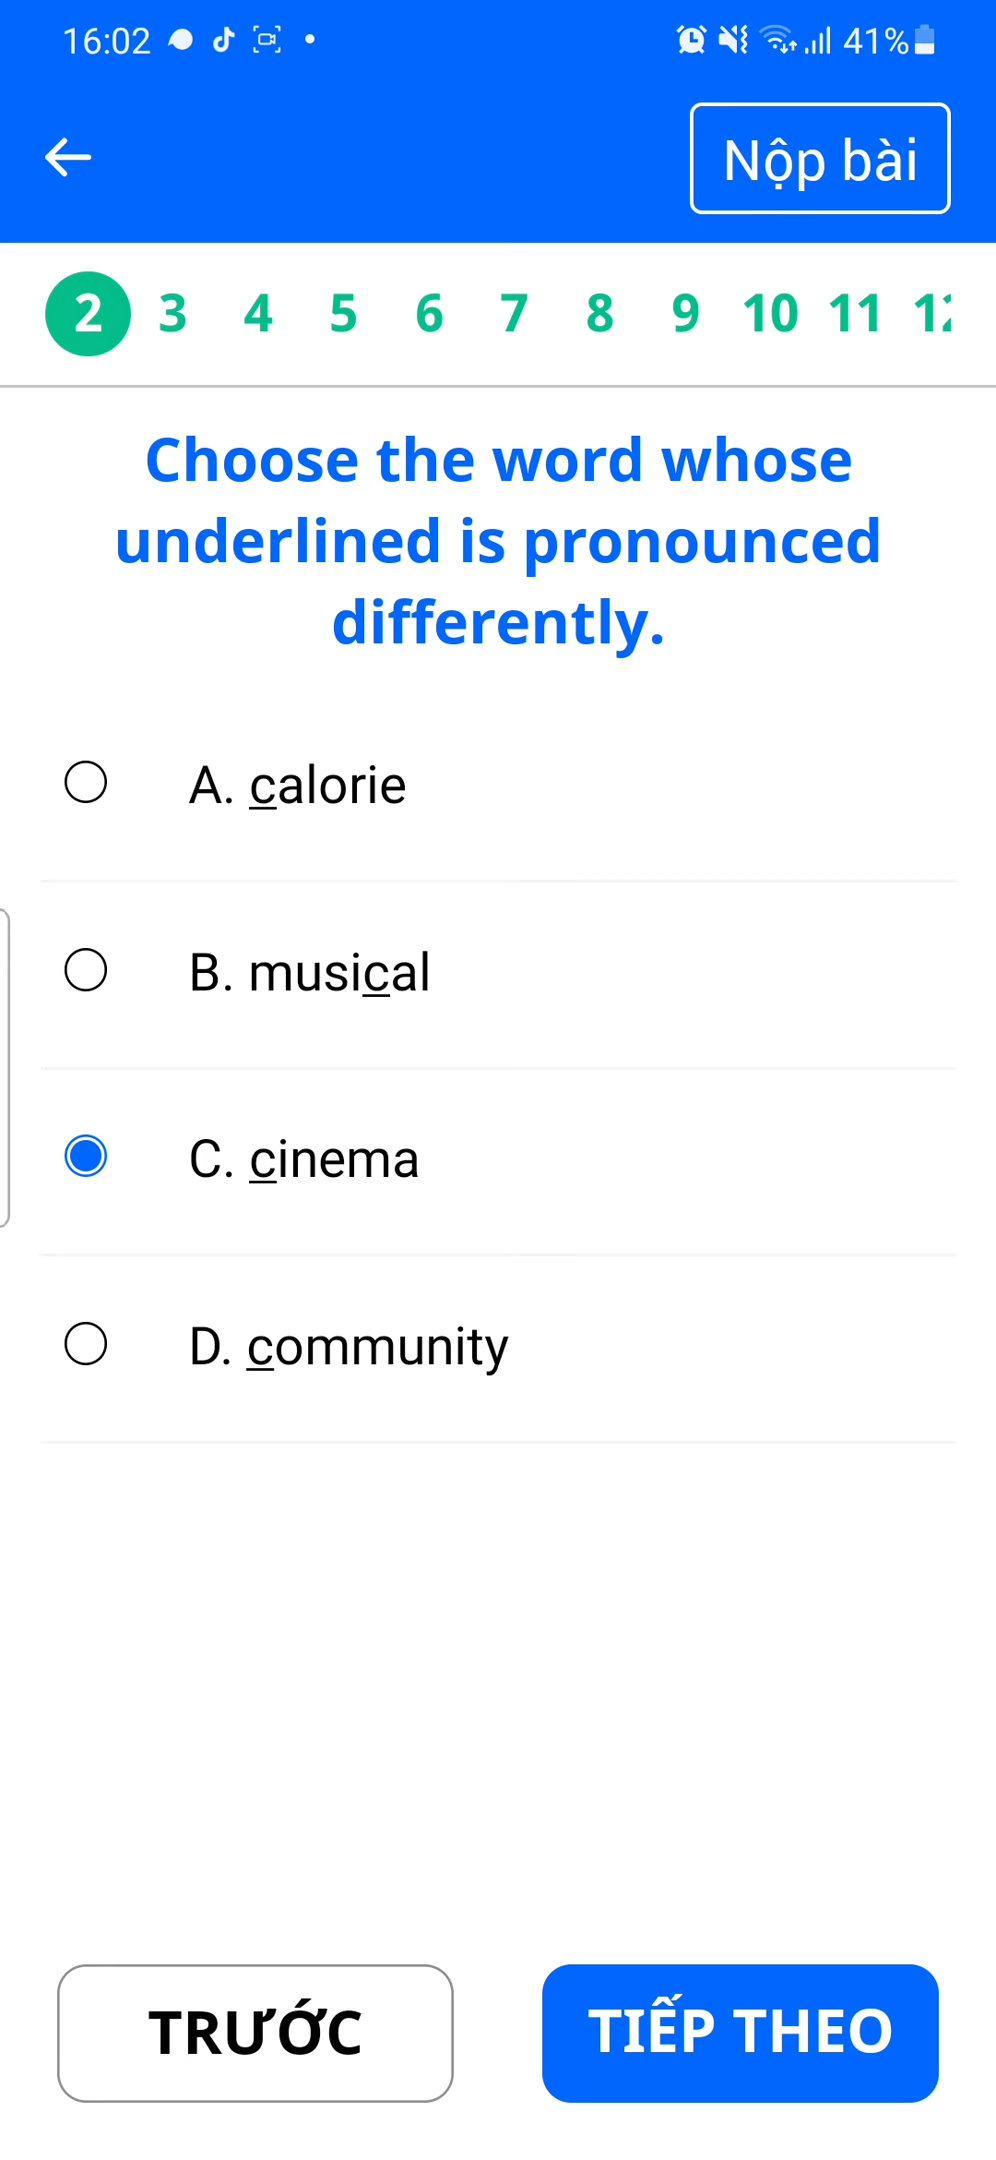 16:02 41%
Nộp bài
2 3 4 5 6 7 8 9 10 11
Choose the word whose
underlined is pronounced
differently.
A. calorie
B. musical
C. cinema
D. community
TRƯỚC TIẾP THEO